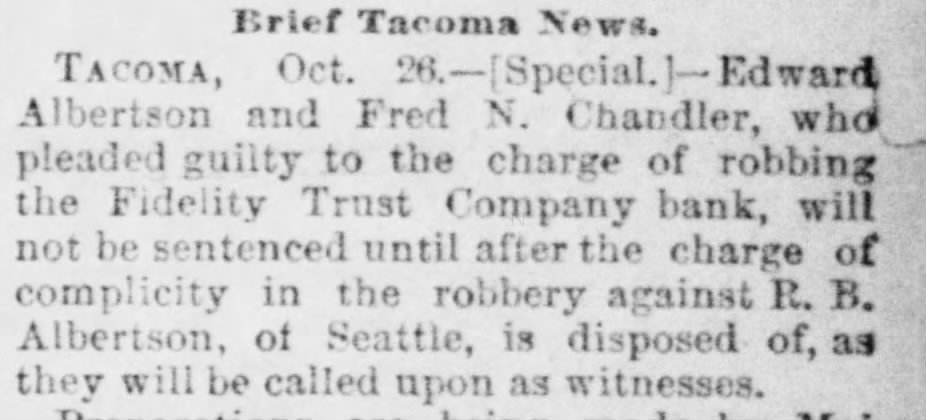 Brief Tacoma News.
TACOMA, Oct. 26.—[Special.]—Edward
Albertson and Fred N. Chandler, who
pleaded guilty to the charge of robbing
the Fidelity Trust Company bank, will
not be sentenced until after the charge of
complicity in the robbery against R. B.
Albertson, of Seattle, is disposed of, as
they will be called upon as witnesses.